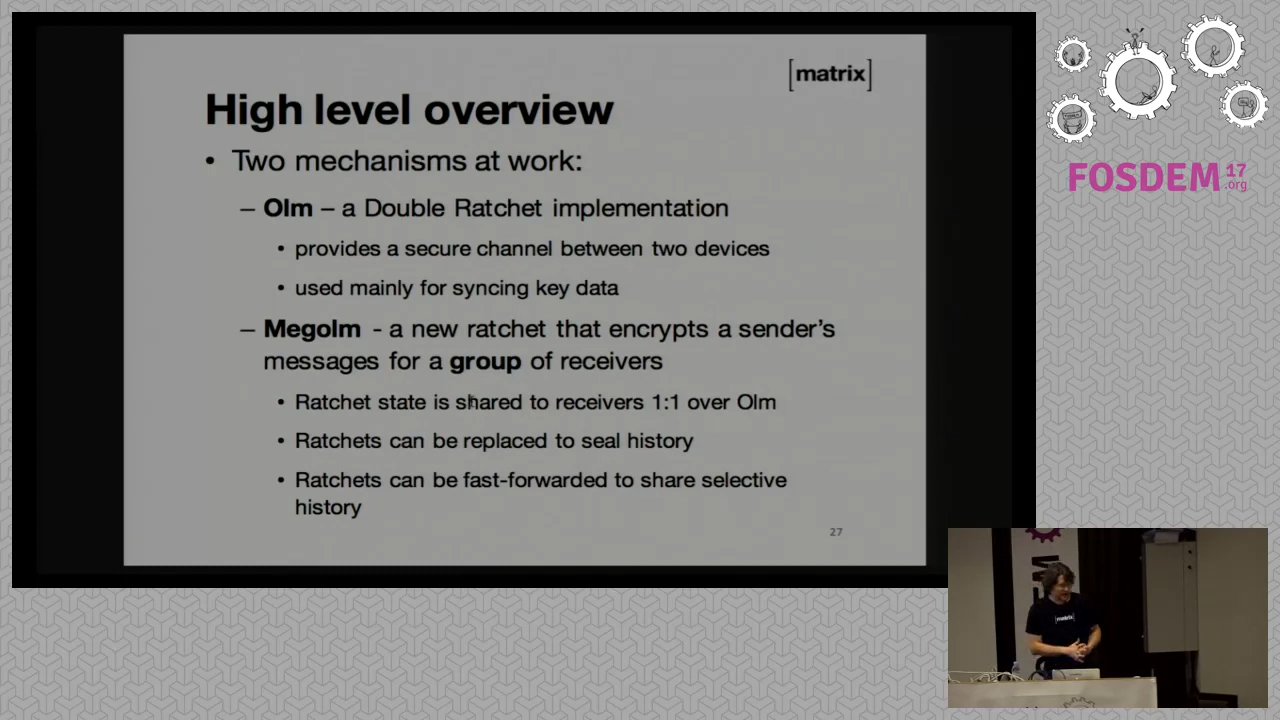 [matrix]
High level overview
• Two mechanisms at work:
– Olm – a Double Ratchet implementation
• provides a secure channel between two devices
• used mainly for syncing key data
– Megolm - a new ratchet that encrypts a sender's
messages for a group of receivers
• Ratchet state is shared to receivers 1:1 over Olm
• Ratchets can be replaced to seal history
• Ratchets can be fast-forwarded to share selective
history
27
FOSDEM 17
.org
[matrix]